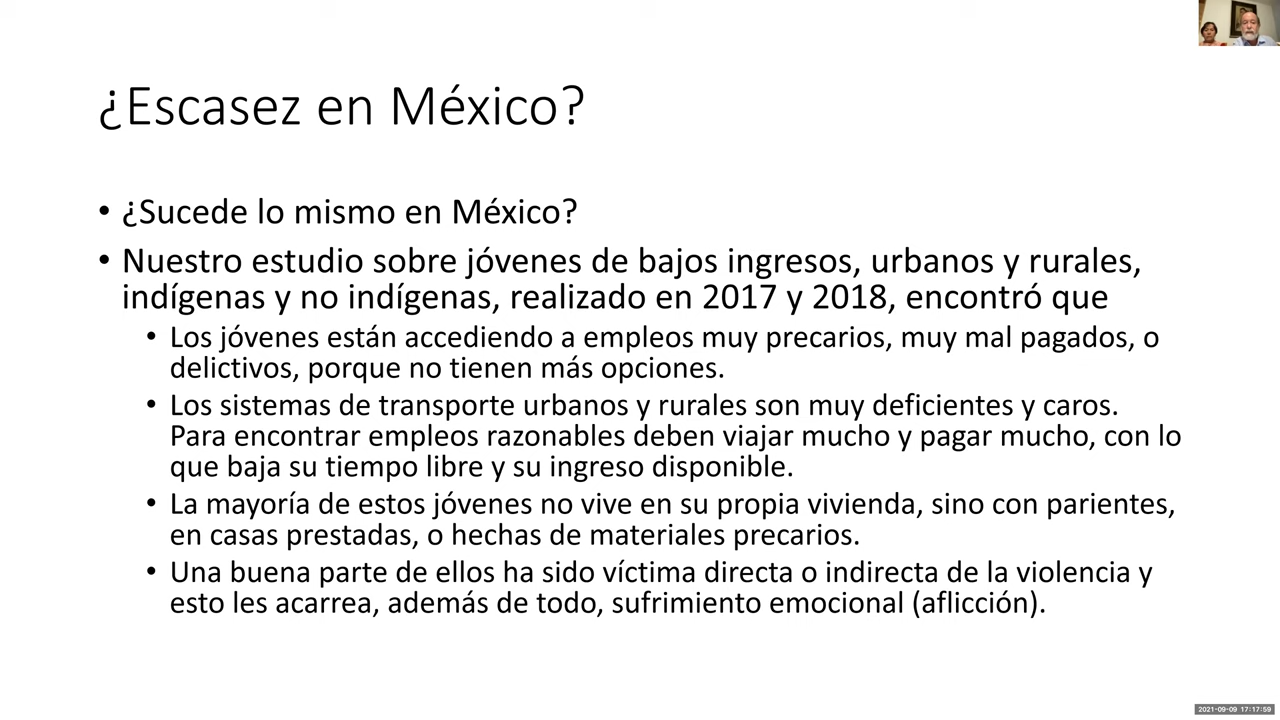 ¿Escasez en México?
• ¿Sucede lo mismo en México?
• Nuestro estudio sobre jóvenes de bajos ingresos, urbanos y rurales,
indígenas y no indígenas, realizado en 2017 y 2018, encontró que
• Los jóvenes están accediendo a empleos muy precarios, muy mal pagados, o
delictivos, porque no tienen más opciones.
• Los sistemas de transporte urbanos y rurales son muy deficientes y caros.
Para encontrar empleos razonables deben viajar mucho y pagar mucho, con lo
que baja su tiempo libre y su ingreso disponible.
• La mayoría de estos jóvenes no vive en su propia vivienda, sino con parientes,
en casas prestadas, o hechas de materiales precarios.
• Una buena parte de ellos ha sido víctima directa o indirecta de la violencia y
esto les acarrea, además de todo, sufrimiento emocional (aflicción).
2021-09-09 17:17:59